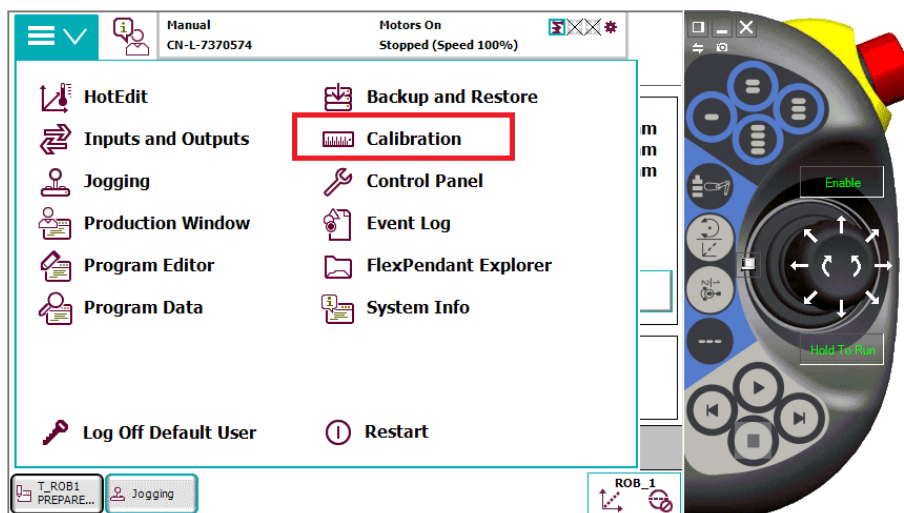 Manual
CN-L-7370574
Motors On
Stopped (Speed 100%)
HotEdit
Inputs and Outputs
Jogging
Production Window
Program Editor
Program Data
Backup and Restore
Calibration
Control Panel
Event Log
FlexPendant Explorer
System Info
Log Off Default User
Restart
m
m
m
T_ROB1
PREPARE...
Jogging
ROB_1
Enable
Hold To Run